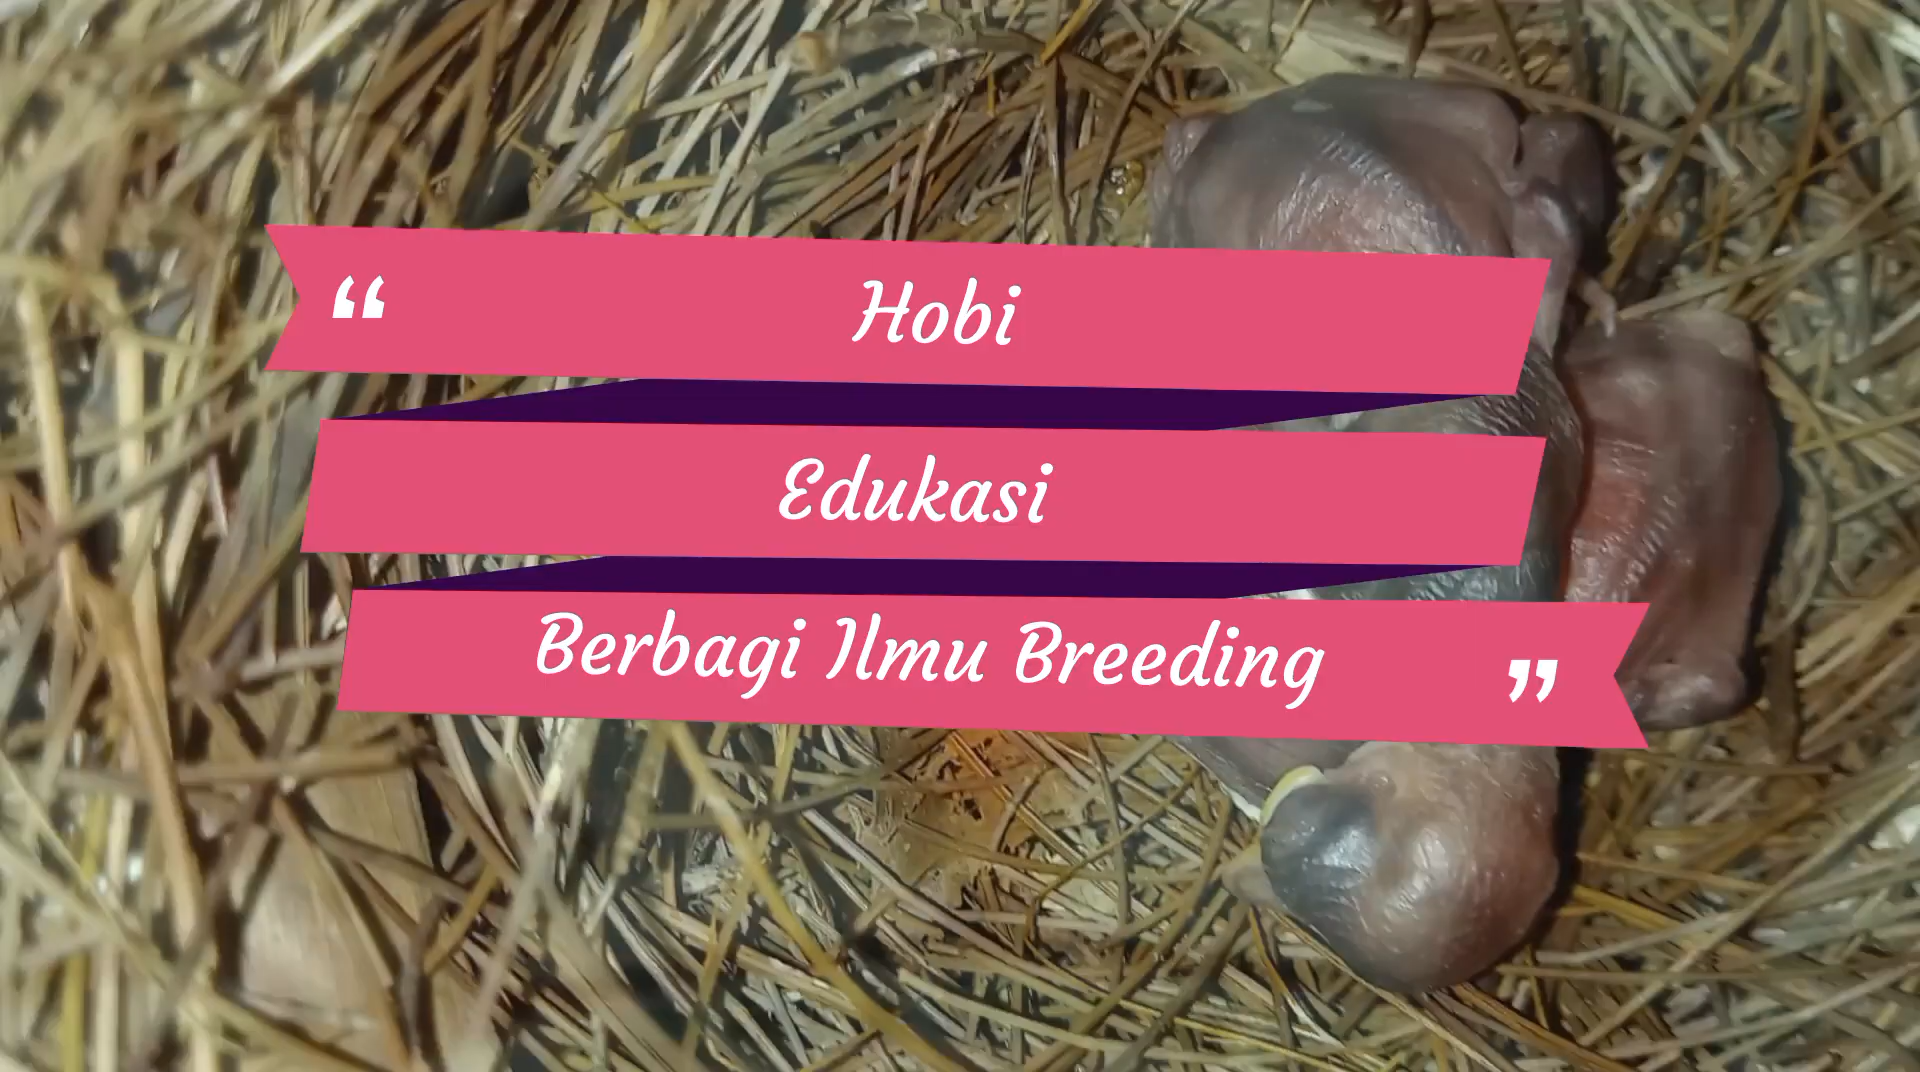 “ Hobi
Edukasi
Berbagi Ilmu Breeding ”